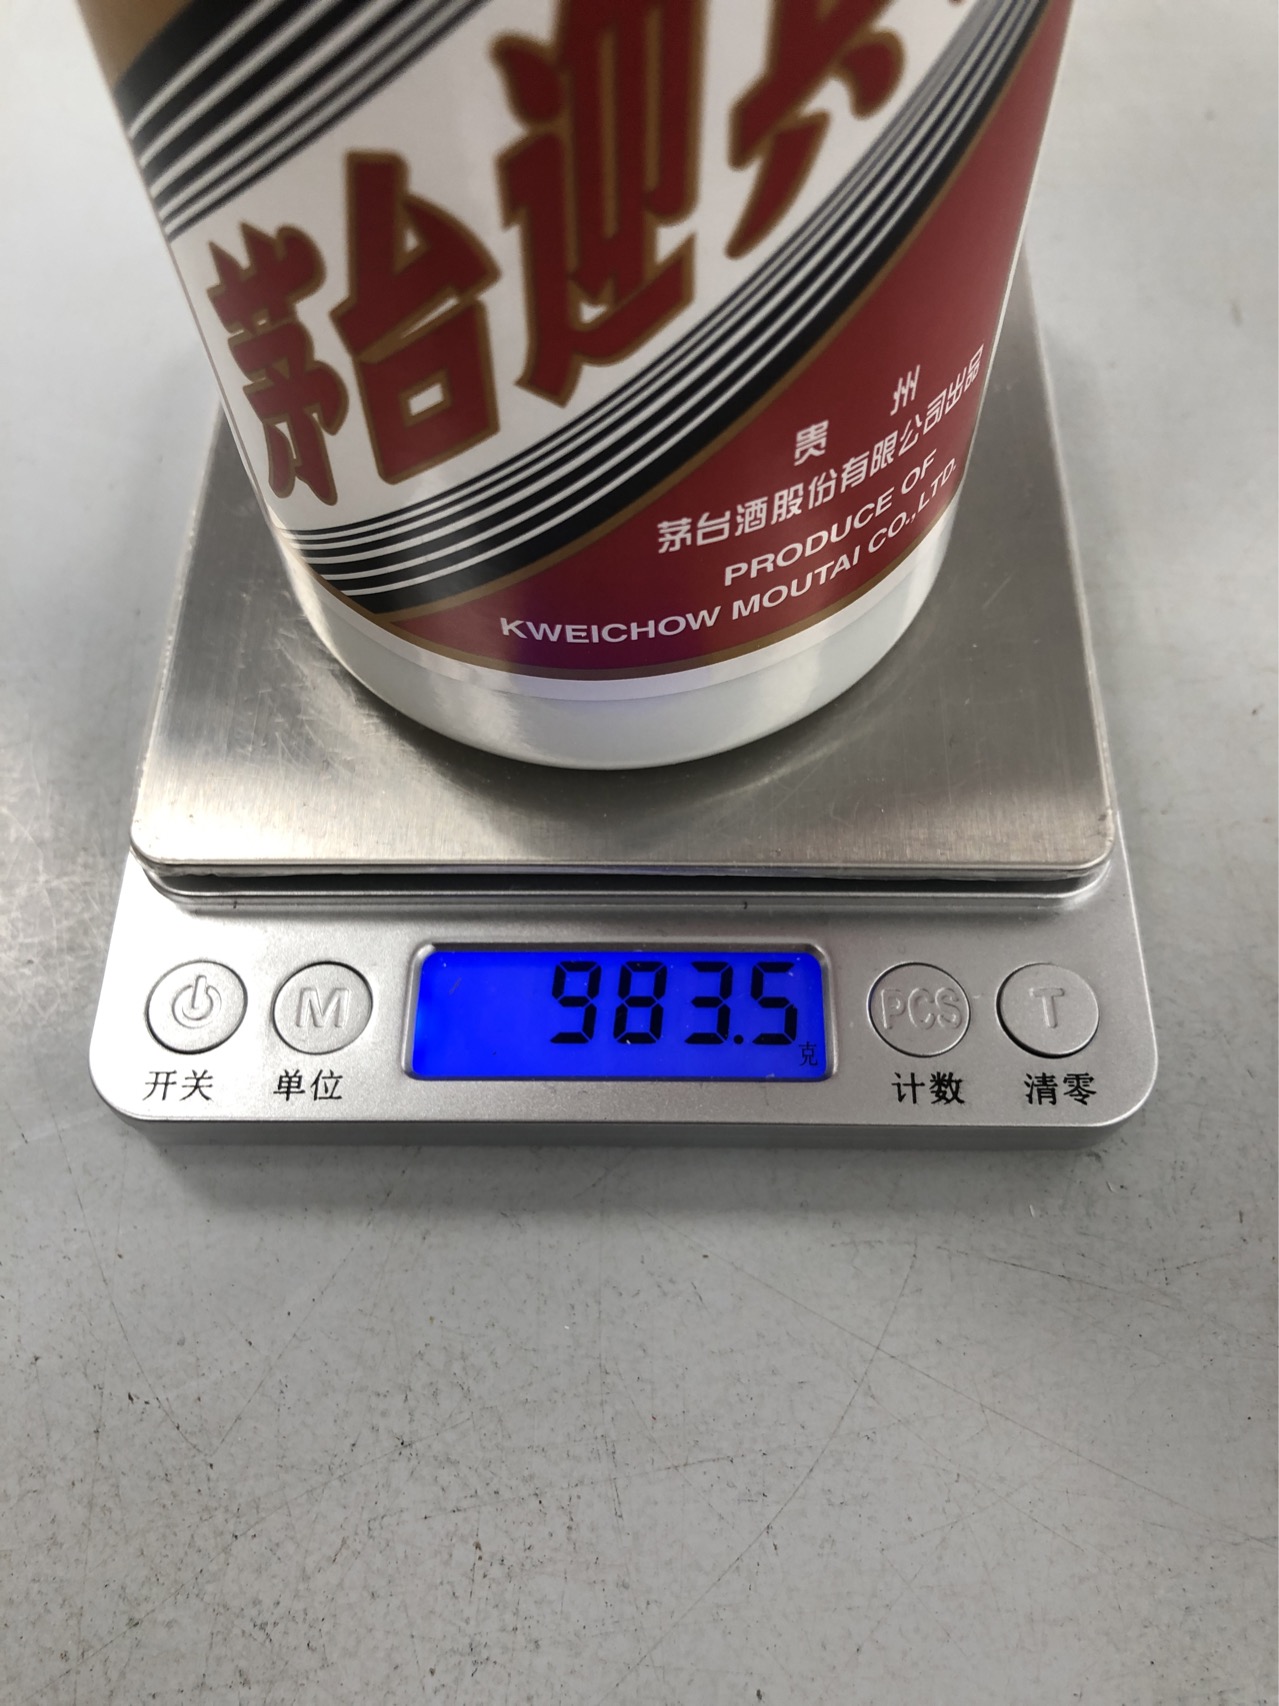 茅台迎
贵 州
茅台酒股份有限公司出品
PRODUCE OF
KWEICHOW MOUTAI CO.,LTD.
983.5
克
M
PCS
T
开关
单位
计数
清零